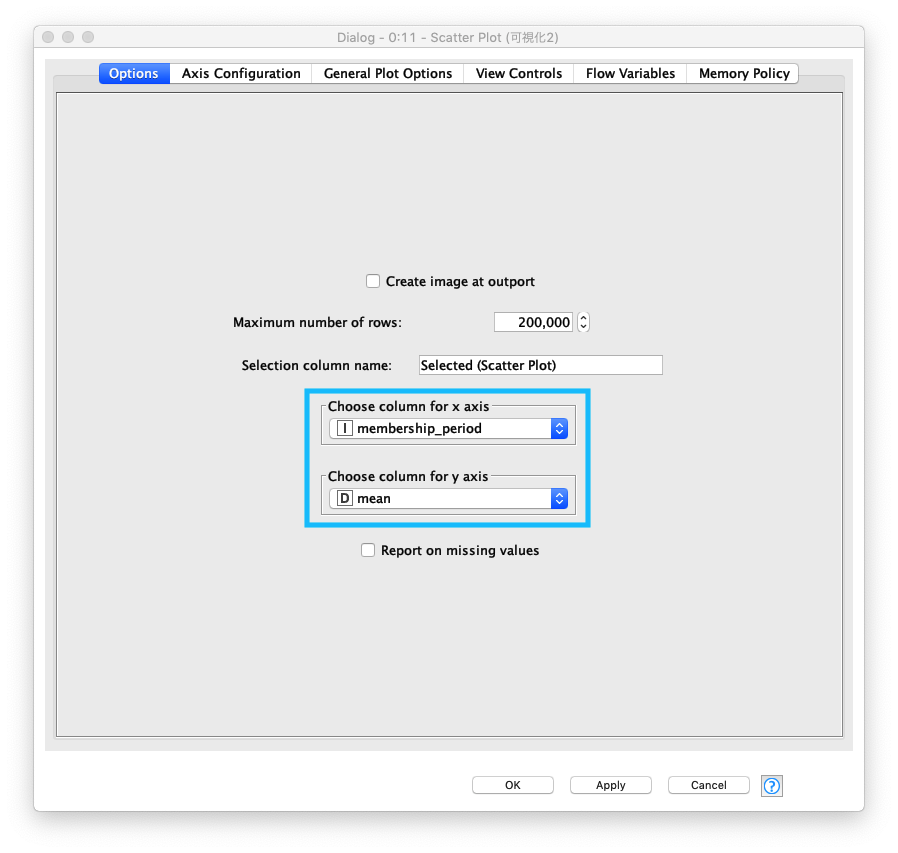 Dialog - 0:11 - Scatter Plot (可視化2)
Options Axis Configuration General Plot Options View Controls Flow Variables Memory Policy
Create image at outport
Maximum number of rows: 200,000
Selection column name: Selected (Scatter Plot)
Choose column for x axis
I membership_period
Choose column for y axis
D mean
Report on missing values
OK Apply Cancel ?